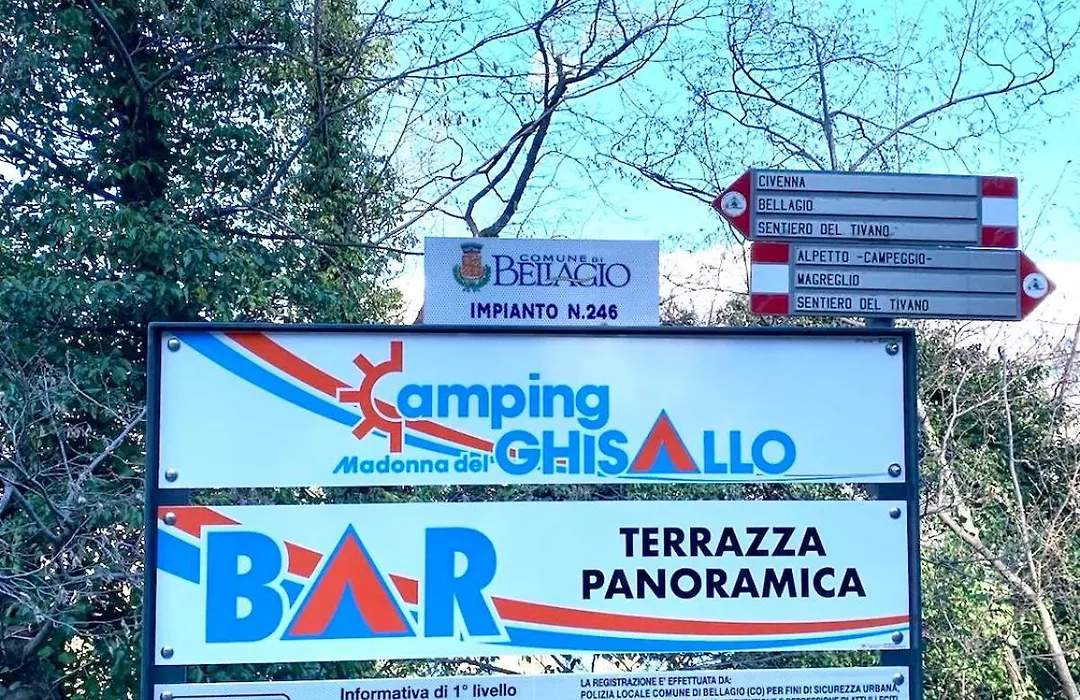 CIVENNA
BELLAGIO
SENTIERO DEL TIVANO
ALPETTO -CAMPEGGIO-
MAGREGLIO
SENTIERO DEL TIVANO
COMUNE DI
BELLAGIO
IMPIANTO N.246
Camping
Madonna del GHISALLO
BAR
TERRAZZA
PANORAMICA
Informativa di 1° livello
LA REGISTRAZIONE E' EFFETTUATA DA:
POLIZIA LOCALE COMUNE DI BELLAGIO (CO) PER FINI DI SICUREZZA URBANA,